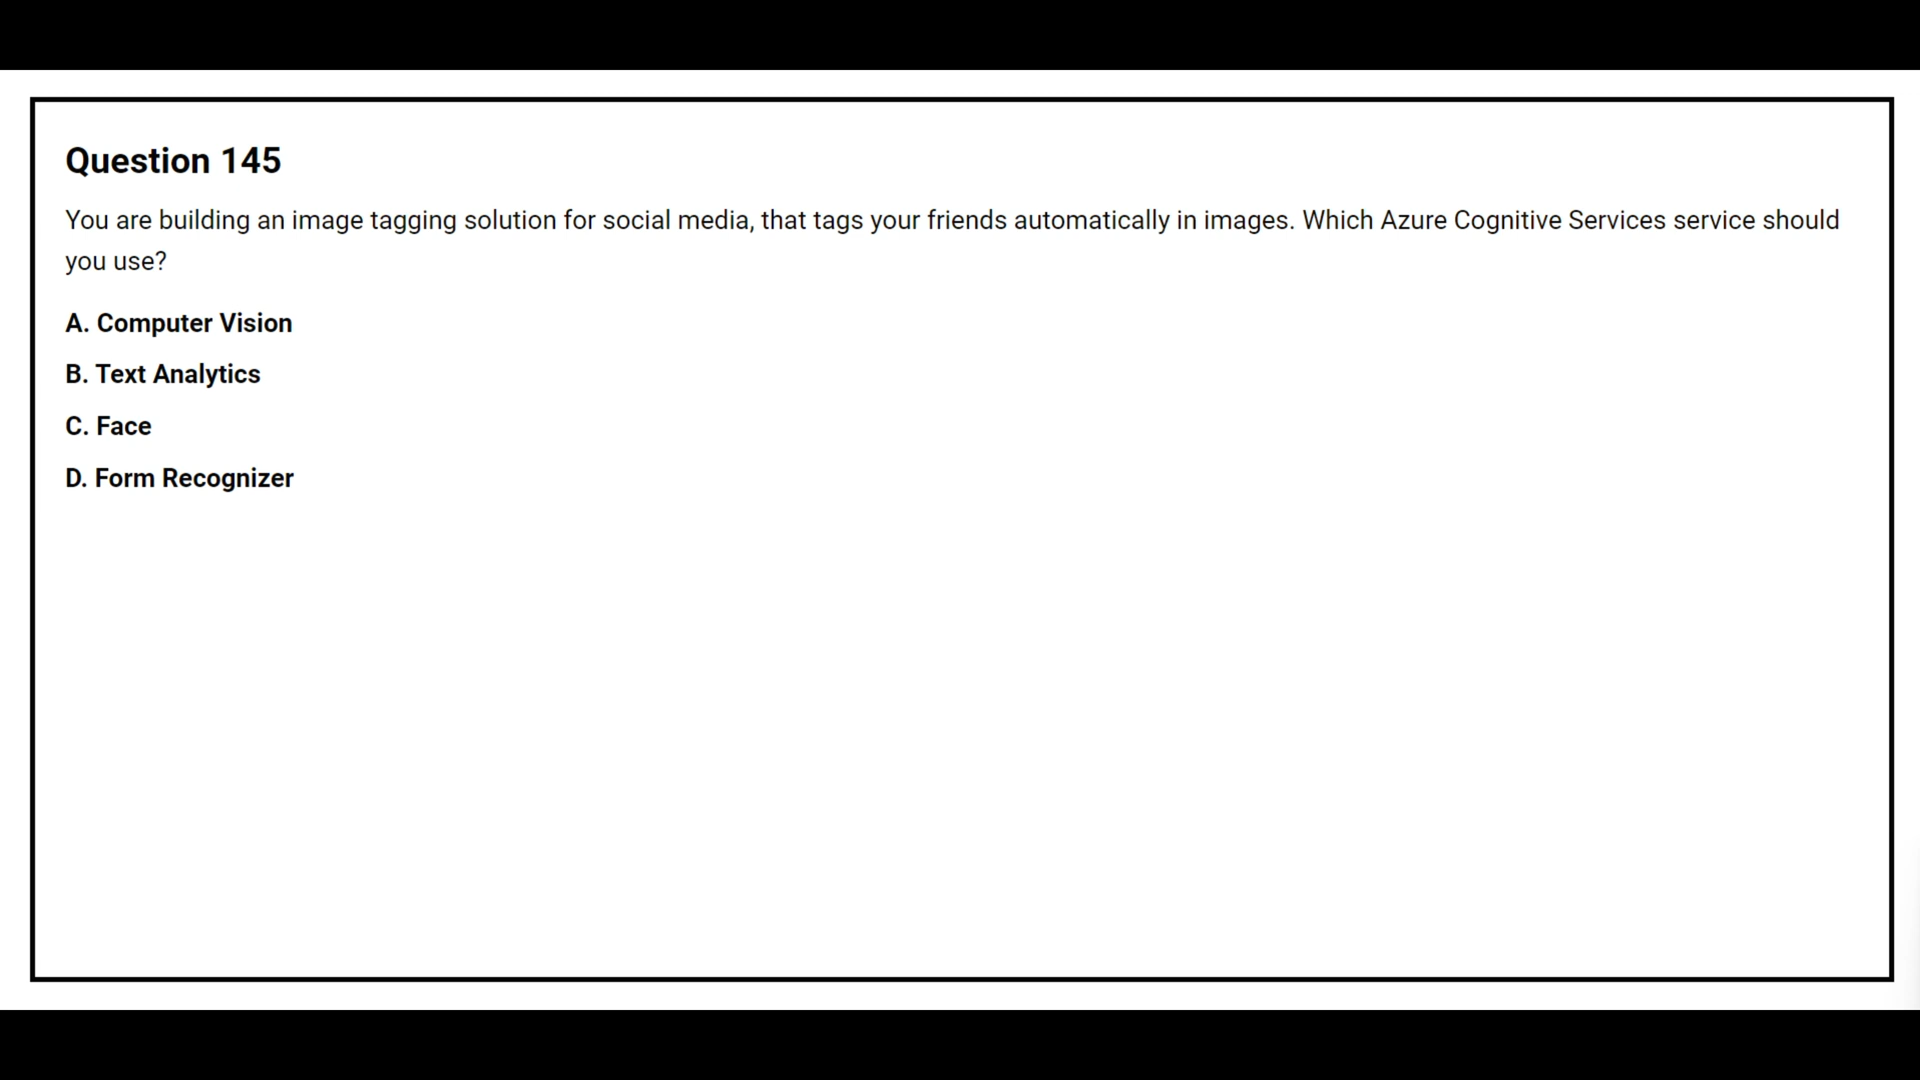 Question 145
You are building an image tagging solution for social media, that tags your friends automatically in images. Which Azure Cognitive Services service should
you use?
A. Computer Vision
B. Text Analytics
C. Face
D. Form Recognizer